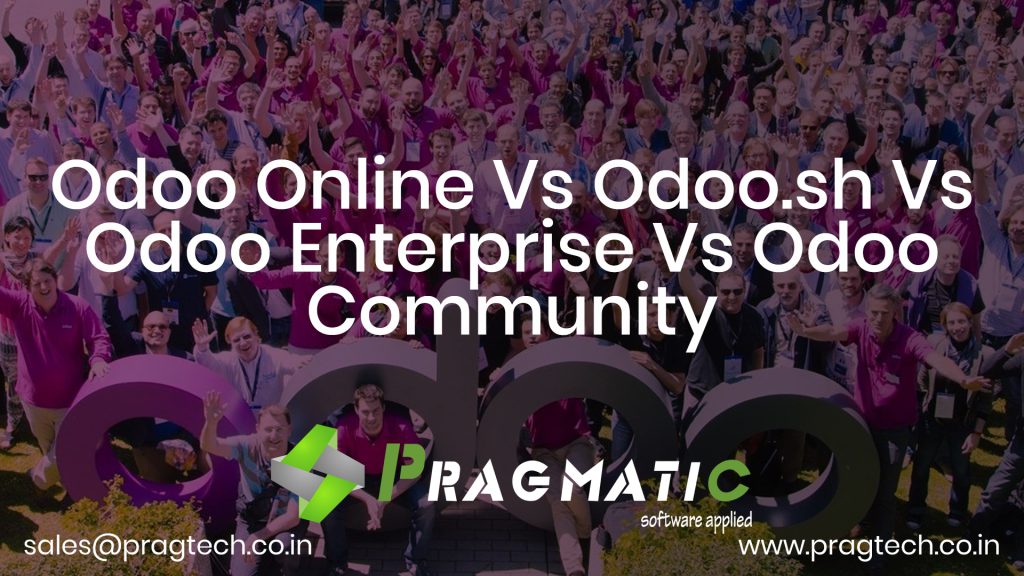 Odoo Online Vs Odoo.sh Vs
Odoo Enterprise Vs Odoo
Community
odoo
PRAGMATIC
software applied
sales@pragtech.co.in
www.pragtech.co.in